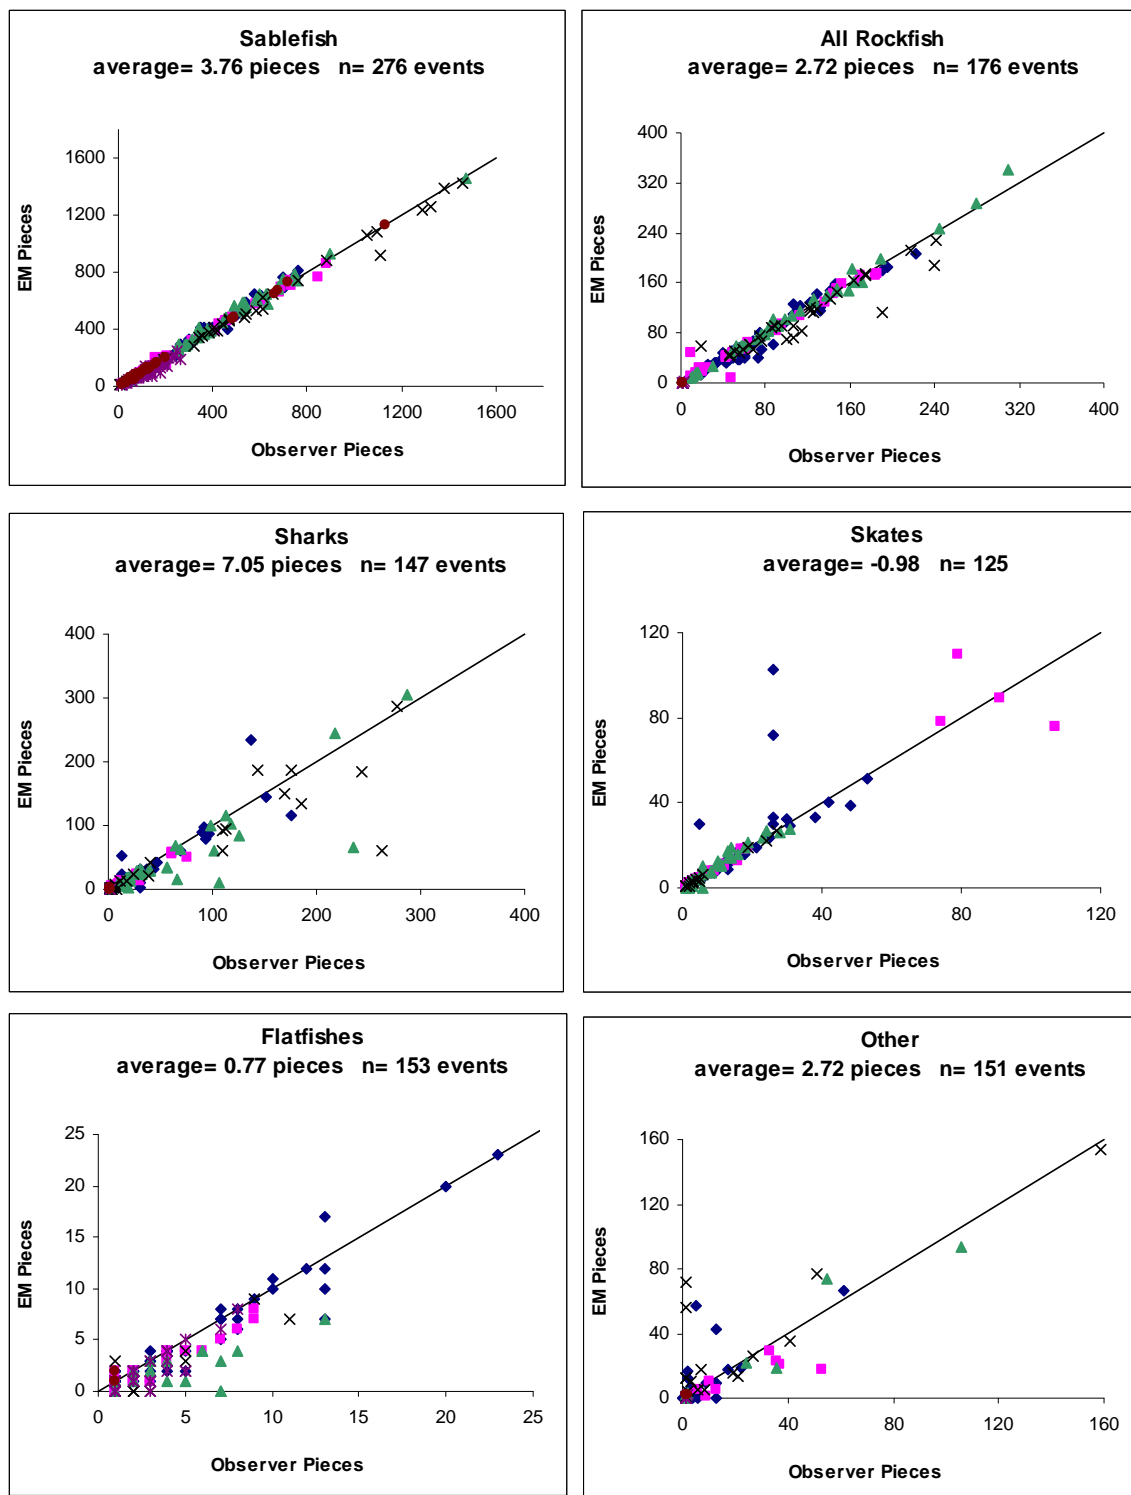 Sablefish
average= 3.76 pieces n= 276 events
1600
1200
800
400
0
EM Pieces
0 400 800 1200 1600
Observer Pieces
All Rockfish
average= 2.72 pieces n= 176 events
400
320
240
160
80
0
EM Pieces
0 80 160 240 320 400
Observer Pieces
Sharks
average= 7.05 pieces n= 147 events
400
300
200
100
0
EM Pieces
0 100 200 300 400
Observer Pieces
Skates
average= -0.98 n= 125
120
80
40
0
EM Pieces
0 40 80 120
Observer Pieces
Flatfishes
average= 0.77 pieces n= 153 events
25
20
15
10
5
0
EM Pieces
0 5 10 15 20 25
Observer Pieces
Other
average= 2.72 pieces n= 151 events
160
120
80
40
0
EM Pieces
0 40 80 120 160
Observer Pieces